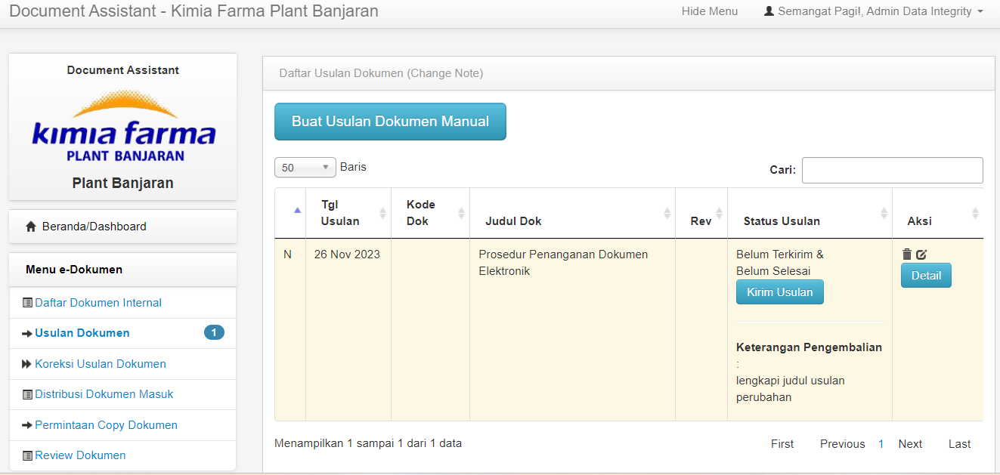 Document Assistant - Kimia Farma Plant Banjaran
Hide Menu
Semangat Pagi!, Admin Data Integrity
Document Assistant
kimia farma
PLANT BANJARAN
Plant Banjaran
Beranda/Dashboard
Menu e-Dokumen
Daftar Dokumen Internal
Usulan Dokumen 1
Koreksi Usulan Dokumen
Distribusi Dokumen Masuk
Permintaan Copy Dokumen
Review Dokumen
Daftar Usulan Dokumen (Change Note)
Buat Usulan Dokumen Manual
50 Baris
Cari:
Tgl
Usulan
Kode
Dok
Judul Dok
Rev
Status Usulan
Aksi
N
26 Nov 2023
Prosedur Penanganan Dokumen
Elektronik
Belum Terkirim &
Belum Selesai
Kirim Usulan
Keterangan Pengembalian
:
lengkapi judul usulan
perubahan
Detail
Menampilkan 1 sampai 1 dari 1 data
First Previous 1 Next Last